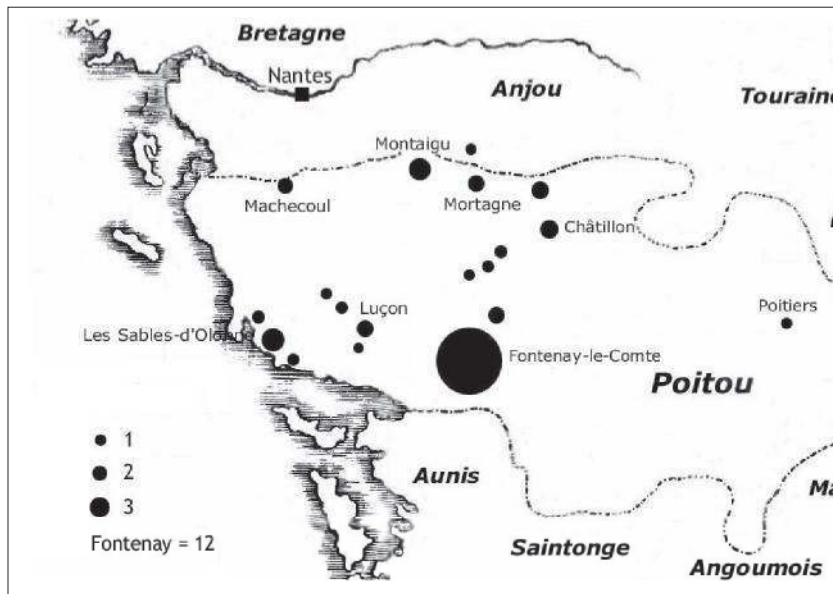 Bretagne
Nantes
Anjou
Montaigu
Machecoul
Mortagne
Châtillon
Luçon
Poitiers
Les Sables-d'Olonne
Fontenay-le-Comte
Poitou
1
2
3
Fontenay = 12
Aunis
Saintonge
Angoumois
Touraine
Ma